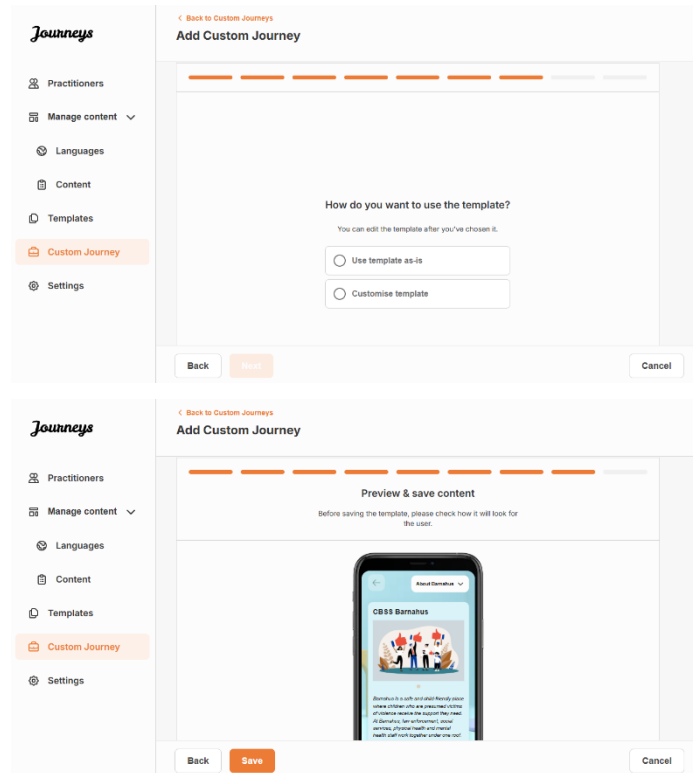 Journeys
Practitioners
Manage content
Languages
Content
Templates
Custom Journey
Settings
< Back to Custom Journeys
Add Custom Journey
How do you want to use the template?
You can edit the template after you've chosen it.
Use template as-is
Customise template
Back
Next
Cancel
Journeys
Practitioners
Manage content
Languages
Content
Templates
Custom Journey
Settings
< Back to Custom Journeys
Add Custom Journey
Preview & save content
Before saving the template, please check how it will look for
the user.
About Barnahus
CBSS Barnahus
Barnahus is a safe and child friendly place
where children who are presumed victims
of violence receive the support they need.
At Barnahus, law enforcement, social
services, physical health and mental
health staff work together under one roof.
Back
Save
Cancel